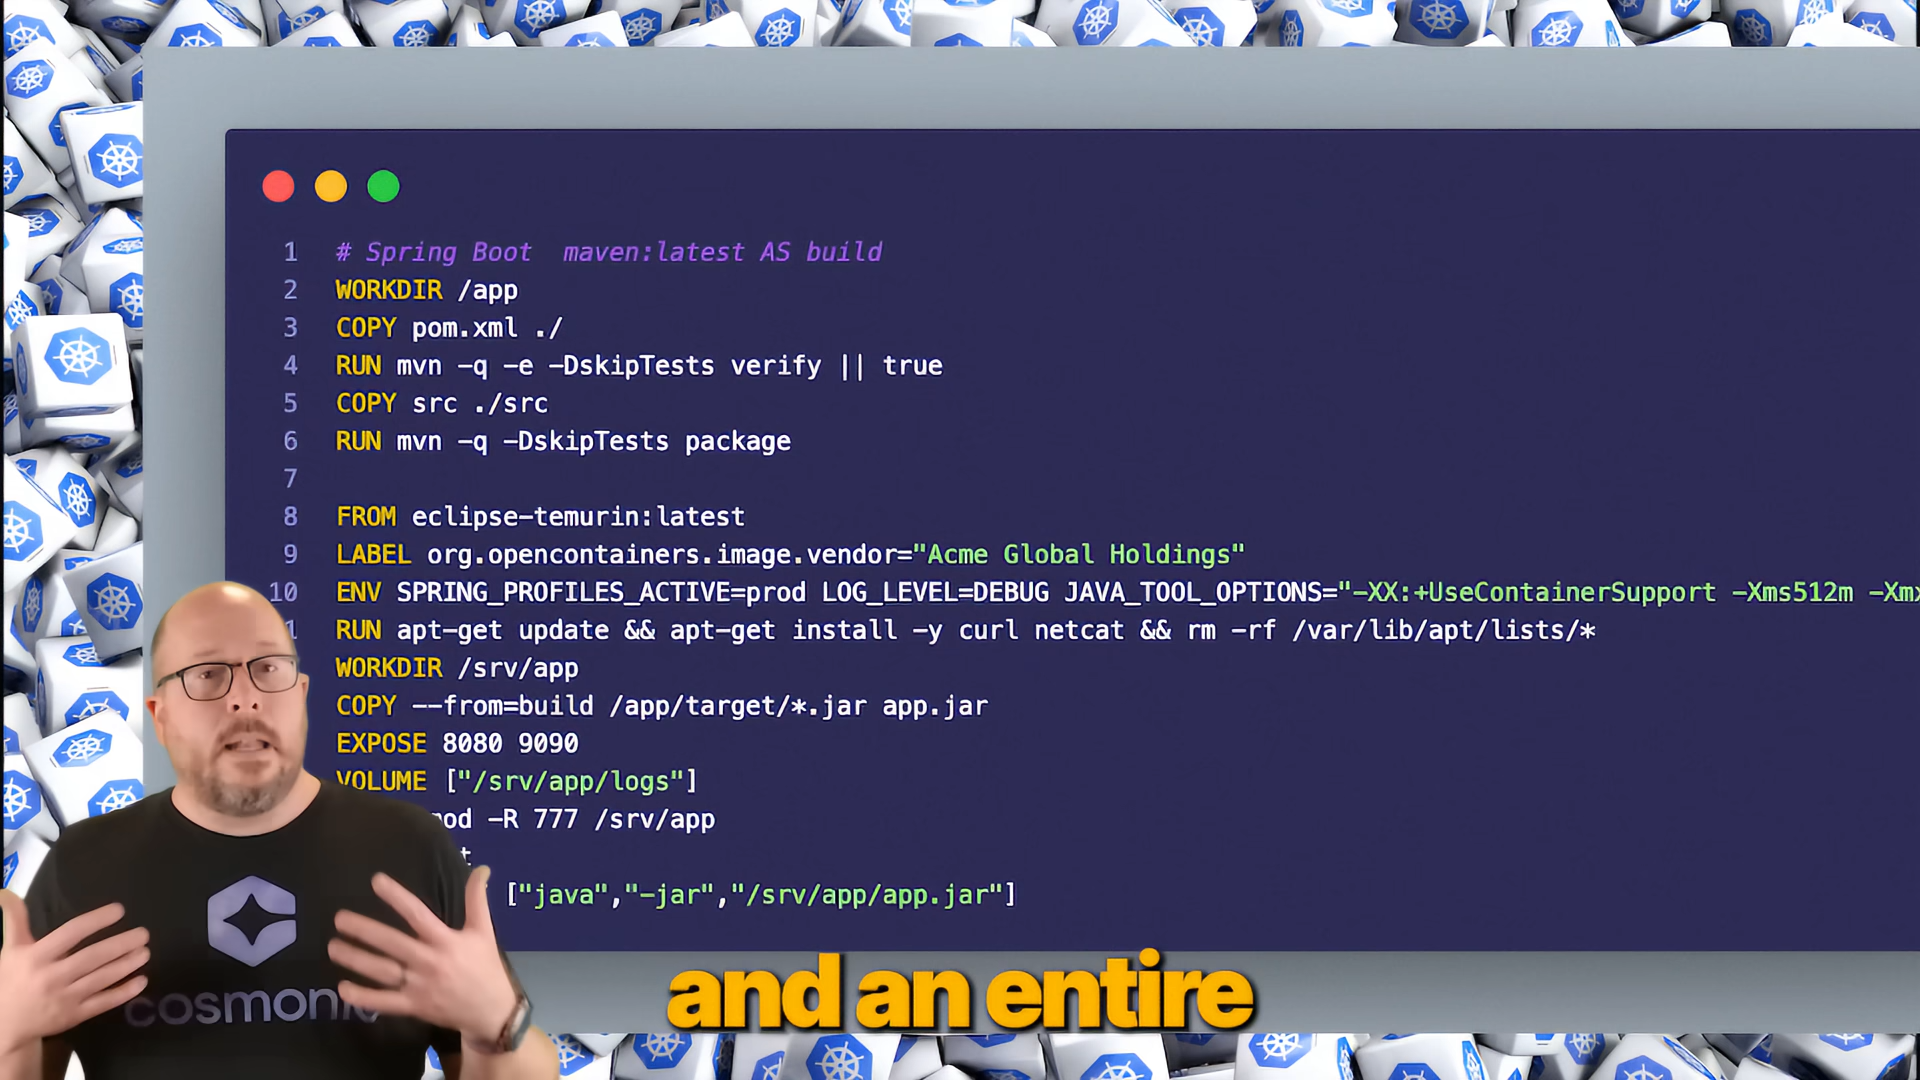 1 # Spring Boot  maven:latest AS build
2 WORKDIR /app
3 COPY pom.xml ./
4 RUN mvn -q -e -DskipTests verify || true
5 COPY src ./src
6 RUN mvn -q -DskipTests package
7
8 FROM eclipse-temurin:latest
9 LABEL org.opencontainers.image.vendor="Acme Global Holdings"
10 ENV SPRING_PROFILES_ACTIVE=prod LOG_LEVEL=DEBUG JAVA_TOOL_OPTIONS="-XX:+UseContainerSupport -Xms512m -Xmx
RUN apt-get update && apt-get install -y curl netcat && rm -rf /var/lib/apt/lists/*
WORKDIR /srv/app
COPY --from=build /app/target/*.jar app.jar
EXPOSE 8080 9090
VOLUME ["/srv/app/logs"]
-R 777 /srv/app
["java","-jar","/srv/app/app.jar"]
cosmon
and an entire